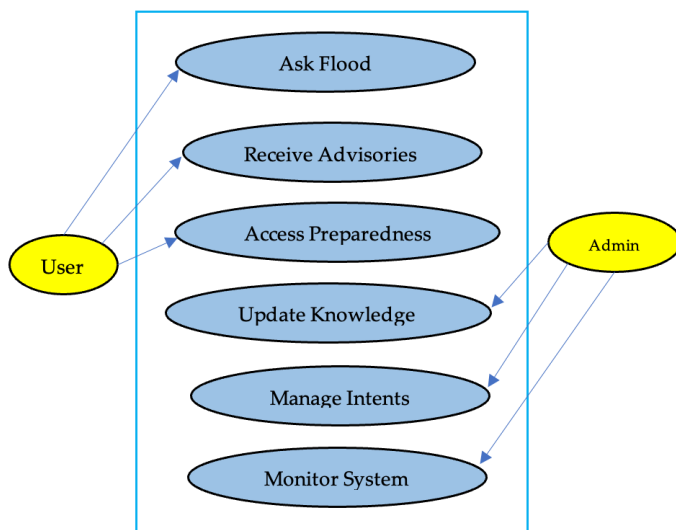 Ask Flood
Receive Advisories
Access Preparedness
User
Admin
Update Knowledge
Manage Intents
Monitor System